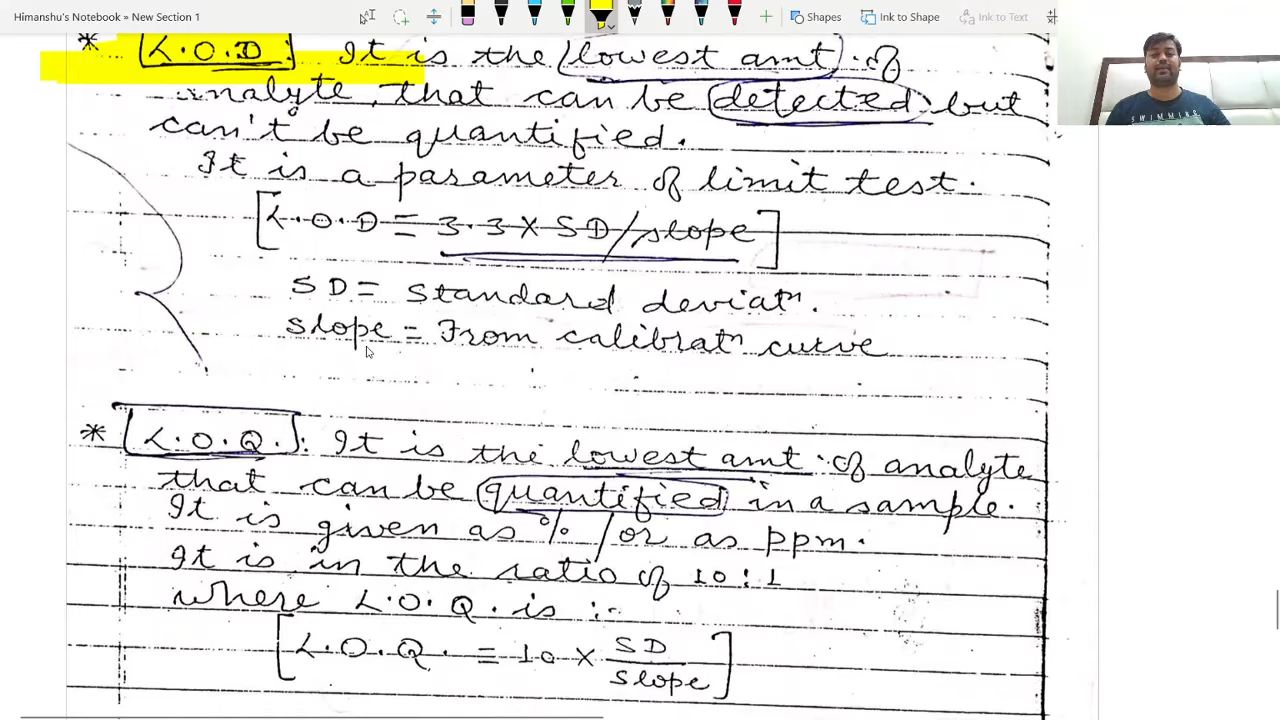 Himanshu's Notebook » New Section 1
Shapes
Ink to Shape
Ink to Text
* L.O.D : It is the lowest amt. of
analyte, that can be detected but
can't be quantified.
It is a parameter of limit test.
[L.O.D = 3.3 X SD/slope]
SD = Standard deviatⁿ.
slope = From calibratⁿ curve
* L.O.Q. : It is the lowest amt. of analyte
that can be quantified in a sample.
It is given as % / or as ppm.
It is in the ratio of 10:1
where L.O.Q. is :-
[L.O.Q. = 10 X SD
slope]
SWIMMING